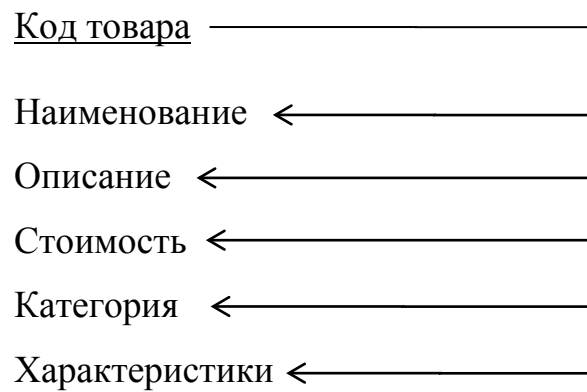 Код товара
Наименование
Описание
Стоимость
Категория
Характеристики